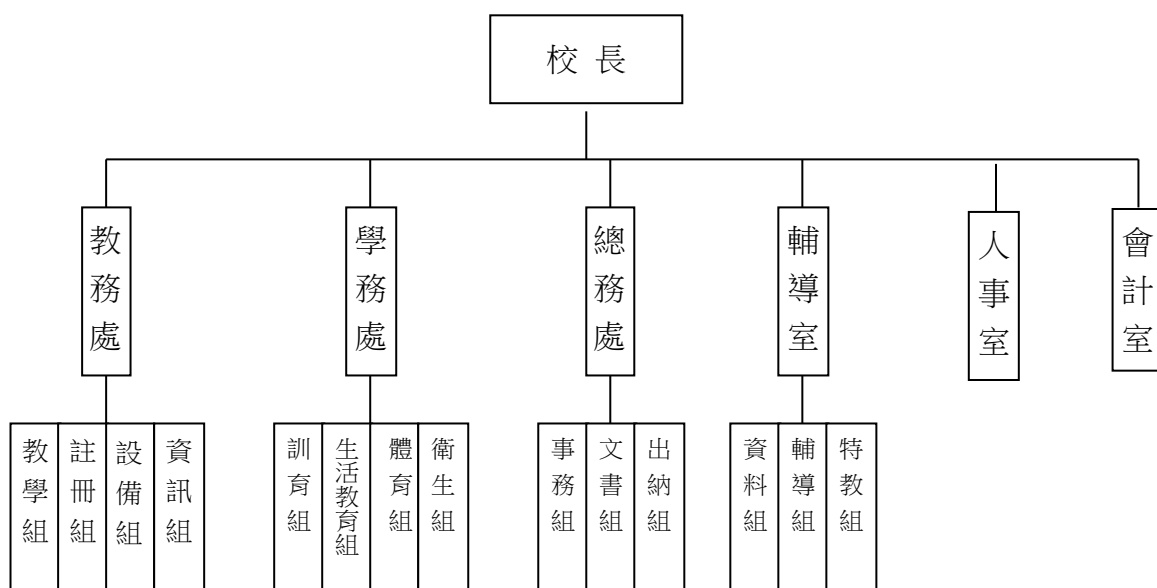 校長
教務處
學務處
總務處
輔導室
人事室
會計室
教學組
註冊組
設備組
資訊組
訓育組
生活教育組
體育組
衛生組
事務組
文書組
出納組
資料組
輔導組
特教組